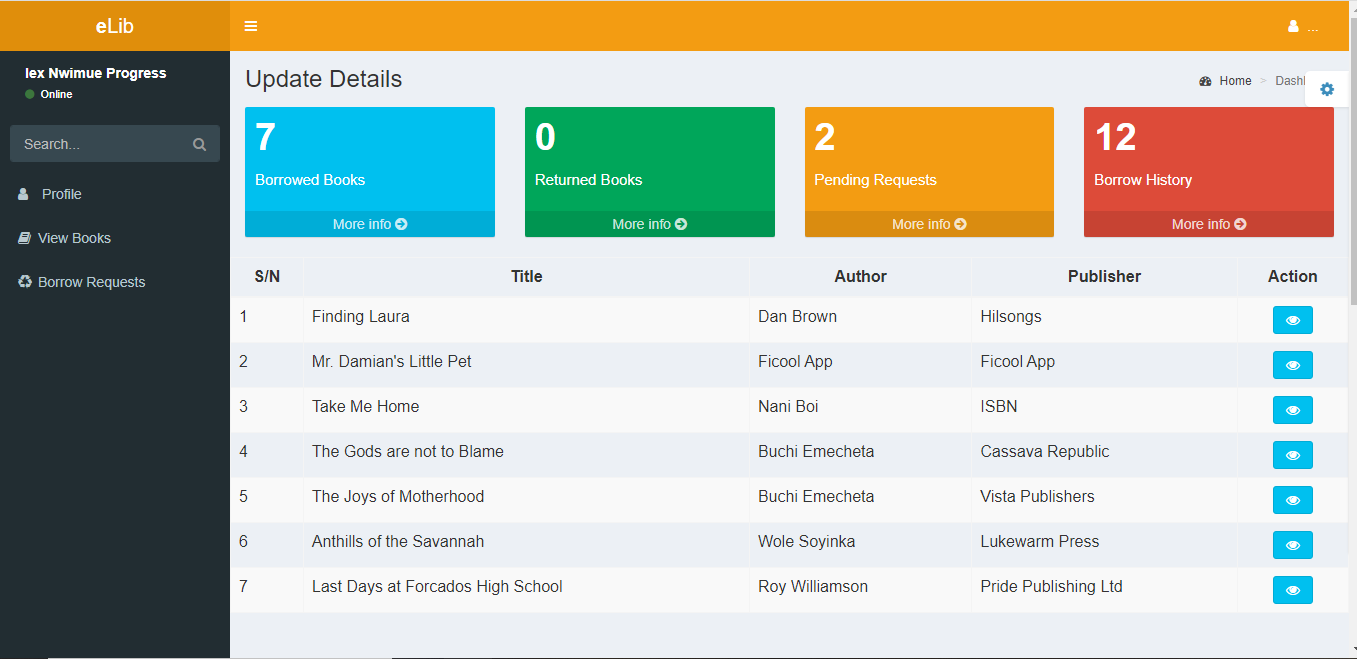 eLib
...
lex Nwimue Progress
Online
Search...
Profile
View Books
Borrow Requests
Update Details
Home > Dashl
7
Borrowed Books
More info
0
Returned Books
More info
2
Pending Requests
More info
12
Borrow History
More info
S/N Title Author Publisher Action
1 Finding Laura Dan Brown Hilsongs
2 Mr. Damian's Little Pet Ficool App Ficool App
3 Take Me Home Nani Boi ISBN
4 The Gods are not to Blame Buchi Emecheta Cassava Republic
5 The Joys of Motherhood Buchi Emecheta Vista Publishers
6 Anthills of the Savannah Wole Soyinka Lukewarm Press
7 Last Days at Forcados High School Roy Williamson Pride Publishing Ltd